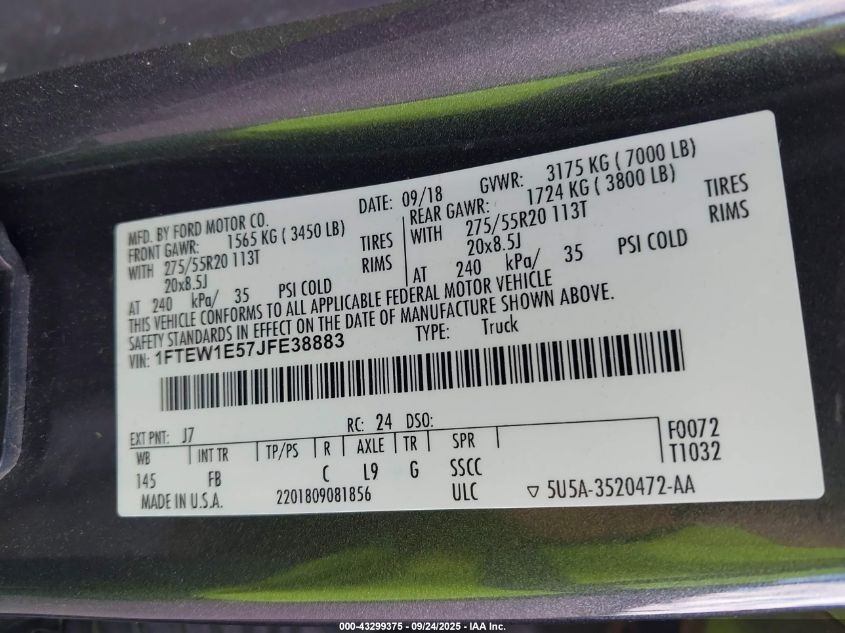 MFD. BY FORD MOTOR CO. DATE: 09/18 GVWR: 3175 KG ( 7000 LB)
FRONT GAWR: 1565 KG ( 3450 LB) REAR GAWR: 1724 KG ( 3800 LB)
WITH 275/55R20 113T TIRES WITH 275/55R20 113T TIRES
20x8.5J RIMS 20x8.5J RIMS
AT 240 kPa/ 35 PSI COLD AT 240 kPa/ 35 PSI COLD
THIS VEHICLE CONFORMS TO ALL APPLICABLE FEDERAL MOTOR VEHICLE
SAFETY STANDARDS IN EFFECT ON THE DATE OF MANUFACTURE SHOWN ABOVE.
VIN: 1FTEW1E57JFE38883 TYPE: Truck
EXT PNT: J7 RC: 24 DSO: F0072
WB INT TR TP/PS R AXLE TR SPR T1032
145 FB C L9 G SSCC
MADE IN U.S.A. 2201809081856 ULC ▽ 5U5A-3520472-AA
000-43299375 - 09/24/2025 - IAA Inc.